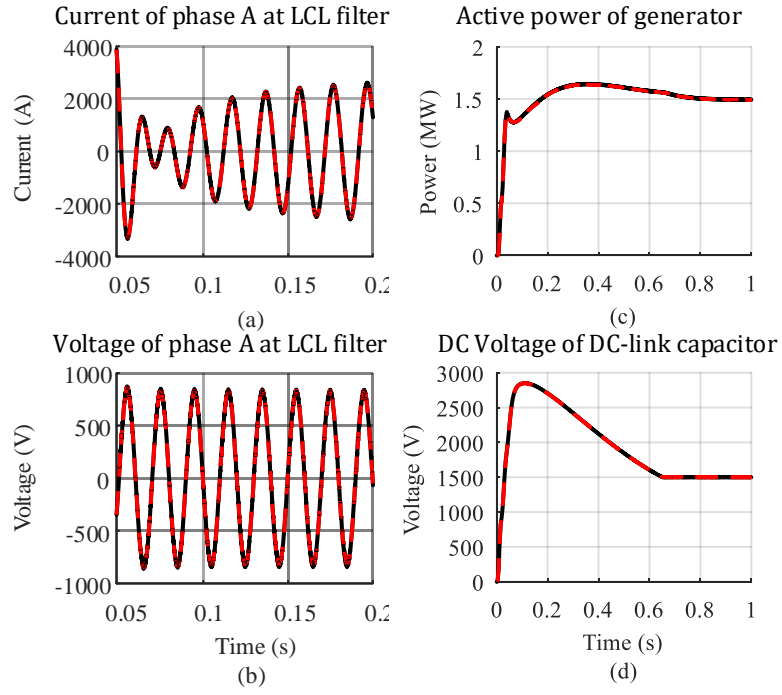 Current of phase A at LCL filter
4000
2000
0
-2000
-4000
Current (A)
0.05 0.1 0.15 0.2
(a)
Active power of generator
2
1.5
1
0.5
0
Power (MW)
0 0.2 0.4 0.6 0.8 1
(c)
Voltage of phase A at LCL filter
1000
500
0
-500
-1000
Voltage (V)
0.05 0.1 0.15 0.2
Time (s)
(b)
DC Voltage of DC-link capacitor
3000
2500
2000
1500
1000
500
0
Voltage (V)
0 0.2 0.4 0.6 0.8 1
Time (s)
(d)